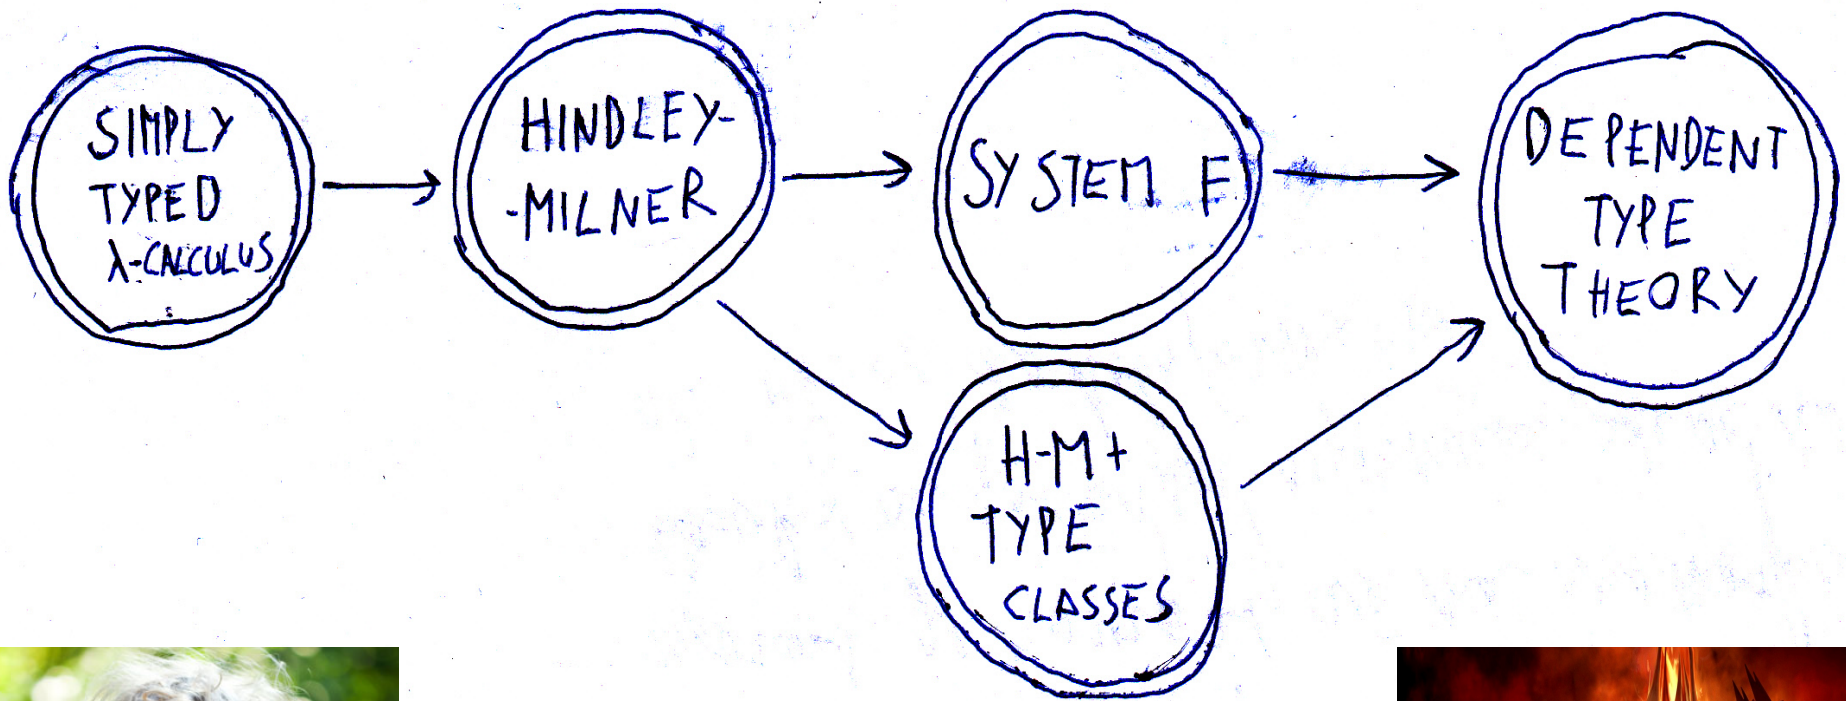 SIMPLY
TYPED
λ-CALCULUS
HINDLEY-
-MILNER
SYSTEM F
H-M+
TYPE
CLASSES
DEPENDENT
TYPE
THEORY